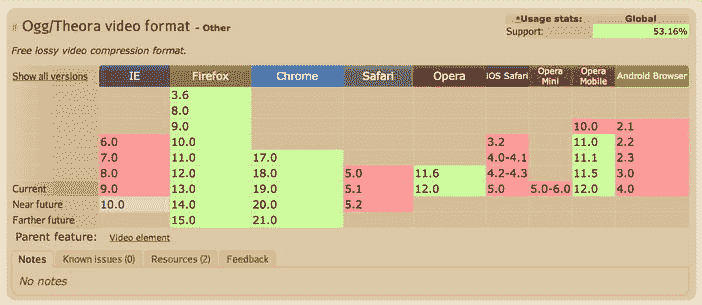 # Ogg/Theora video format - Other
*Usage stats: Global
Support: 53.16%
Free lossy video compression format.
Show all versions IE Firefox Chrome Safari Opera iOS Safari Opera Mini Opera Mobile Android Browser
3.6
8.0
9.0 10.0 2.1
6.0 10.0 3.2 11.0 2.2
7.0 11.0 17.0 4.0-4.1 11.1 2.3
8.0 12.0 18.0 5.0 11.6 4.2-4.3 11.5 3.0
Current 9.0 13.0 19.0 5.1 12.0 5.0 5.0-6.0 12.0 4.0
Near future 10.0 14.0 20.0 5.2
Farther future 15.0 21.0
Parent feature: Video element
Notes Known issues (0) Resources (2) Feedback
No notes